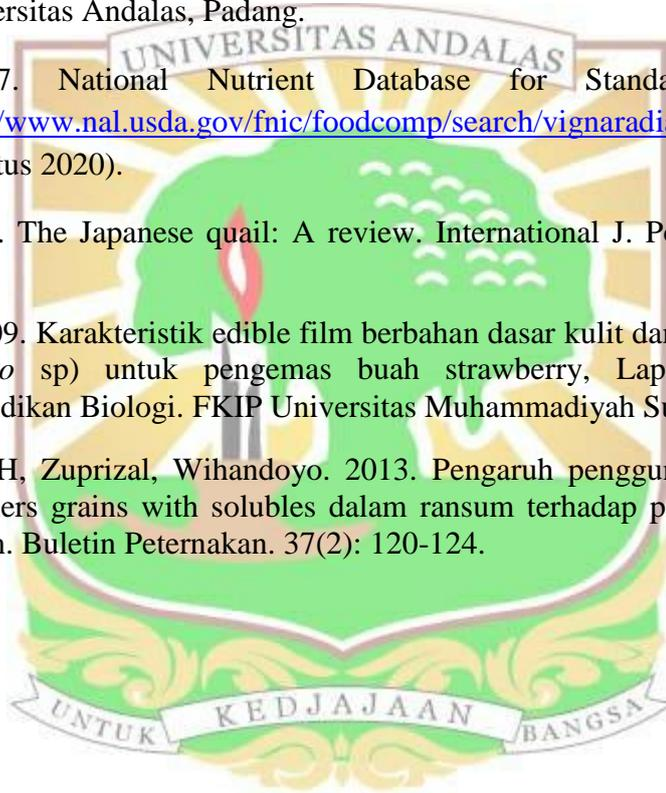 ersitas Andalas, Padang.
UNIVERSITAS ANDALAS
7. National Nutrient Database for Standa
/www.nal.usda.gov/fnic/foodcomp/search/vignaradia
tus 2020).
. The Japanese quail: A review. International J. Po
09. Karakteristik edible film berbahan dasar kulit dan
o sp) untuk pengemas buah strawberry, Lap
dikan Biologi. FKIP Universitas Muhammadiyah Su
H, Zuprizal, Wihandoyo. 2013. Pengaruh penggun
ers grains with solubles dalam ransum terhadap p
n. Buletin Peternakan. 37(2): 120-124.
UNTUK KEDJAJAAN BANGSA